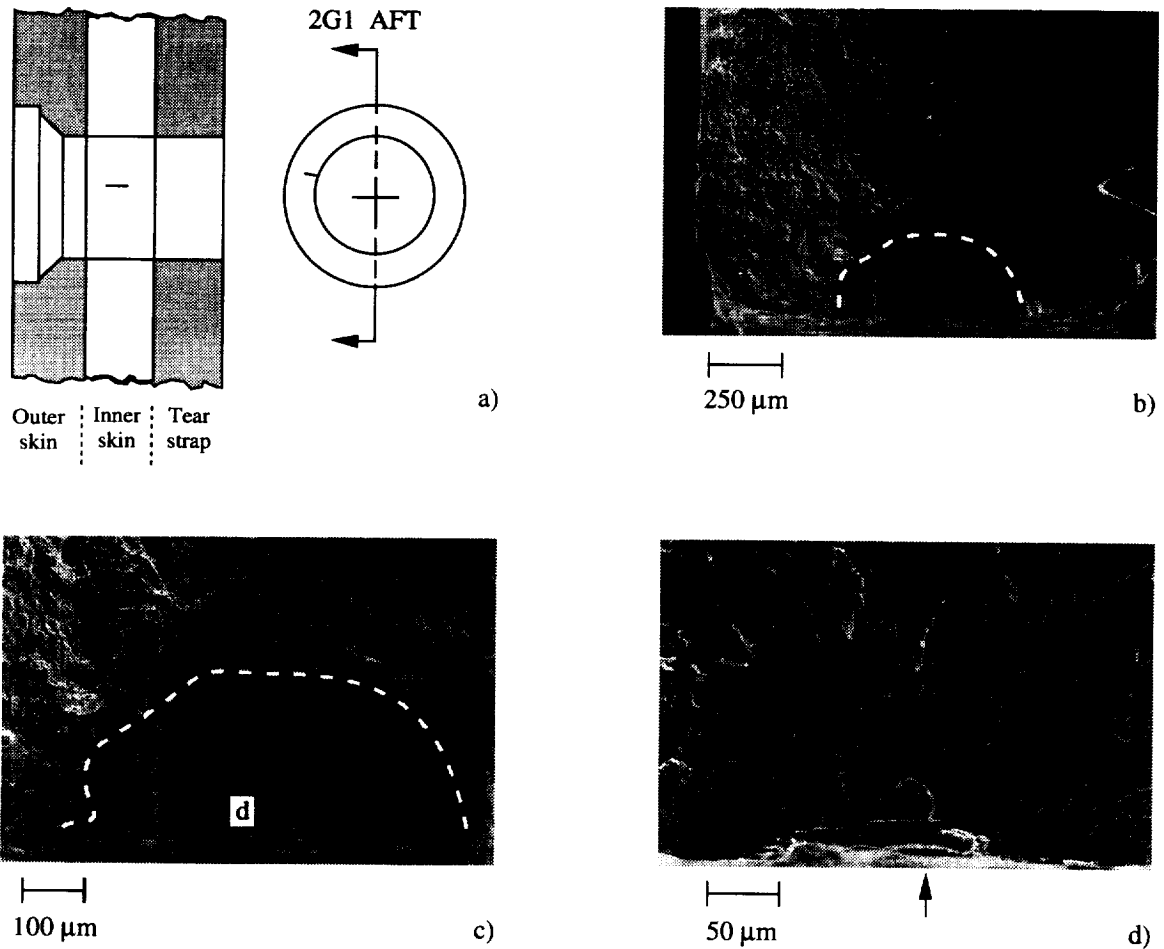 2G1 AFT
Outer skin
Inner skin
Tear strap
a)
250 μm
b)
d
100 μm
c)
50 μm
d)